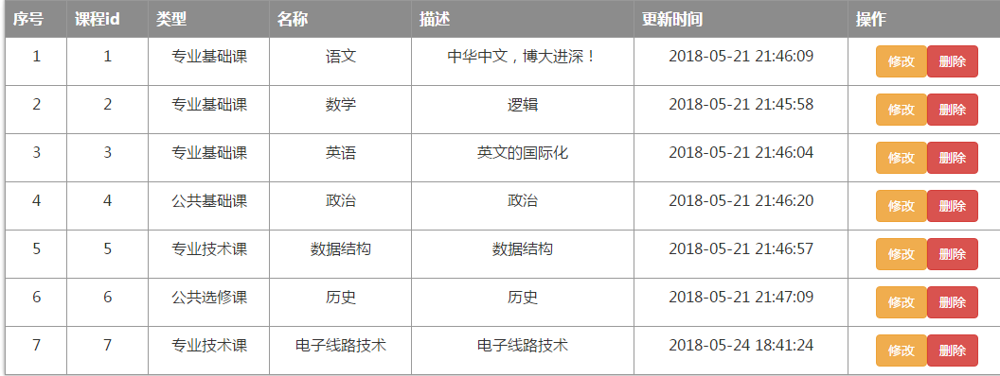 序号 课程id 类型 名称 描述 更新时间 操作
1 1 专业基础课 语文 中华中文，博大进深！ 2018-05-21 21:46:09 修改 删除
2 2 专业基础课 数学 逻辑 2018-05-21 21:45:58 修改 删除
3 3 专业基础课 英语 英文的国际化 2018-05-21 21:46:04 修改 删除
4 4 公共基础课 政治 政治 2018-05-21 21:46:20 修改 删除
5 5 专业技术课 数据结构 数据结构 2018-05-21 21:46:57 修改 删除
6 6 公共选修课 历史 历史 2018-05-21 21:47:09 修改 删除
7 7 专业技术课 电子线路技术 电子线路技术 2018-05-24 18:41:24 修改 删除